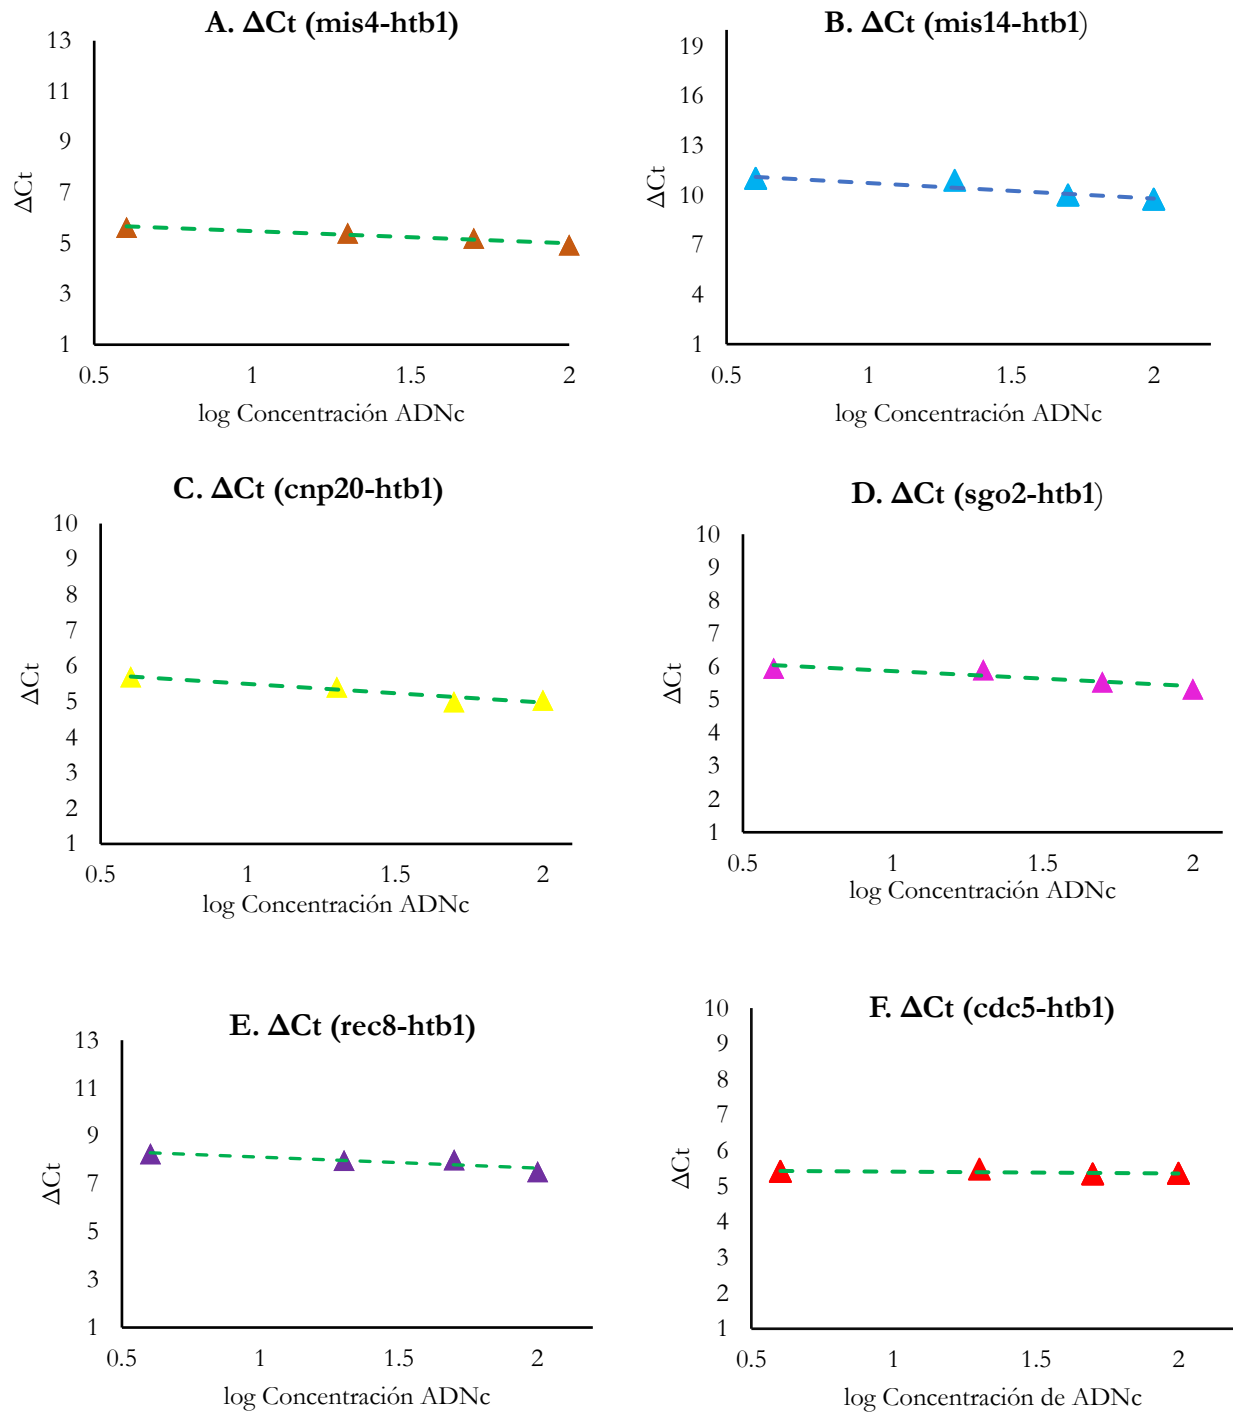 A. ΔCt (mis4-htb1)
13
11
9
7
5
3
1
ΔCt
0.5 1 1.5 2
log Concentración ADNc
B. ΔCt (mis14-htb1)
19
16
13
10
7
4
1
ΔCt
0.5 1 1.5 2
log Concentración ADNc
C. ΔCt (cnp20-htb1)
10
9
8
7
6
5
4
3
2
1
ΔCt
0.5 1 1.5 2
log Concentración ADNc
D. ΔCt (sgo2-htb1)
10
9
8
7
6
5
4
3
2
1
ΔCt
0.5 1 1.5 2
log Concentración ADNc
E. ΔCt (rec8-htb1)
13
11
9
7
5
3
1
ΔCt
0.5 1 1.5 2
log Concentración ADNc
F. ΔCt (cdc5-htb1)
10
9
8
7
6
5
4
3
2
1
ΔCt
0.5 1 1.5 2
log Concentración de ADNc